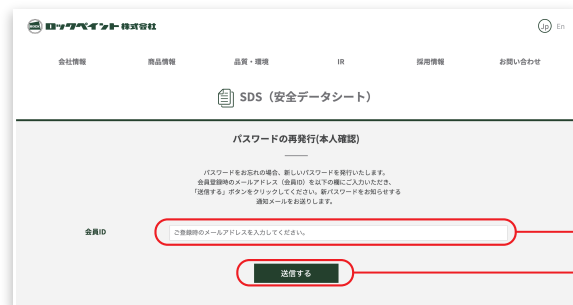 ROCK ロックペイント株式会社
Jp En
会社情報 商品情報 品質・環境 IR 採用情報 お問い合わせ
SDS（安全データシート）
パスワードの再発行(本人確認)
パスワードをお忘れの場合、新しいパスワードを発行いたします。
会員登録時のメールアドレス（会員ID）を以下の欄にご入力いただき、
「送信する」ボタンをクリックしてください。新パスワードをお知らせする
通知メールをお送りします。
会員ID ご登録時のメールアドレスを入力してください。
送信する